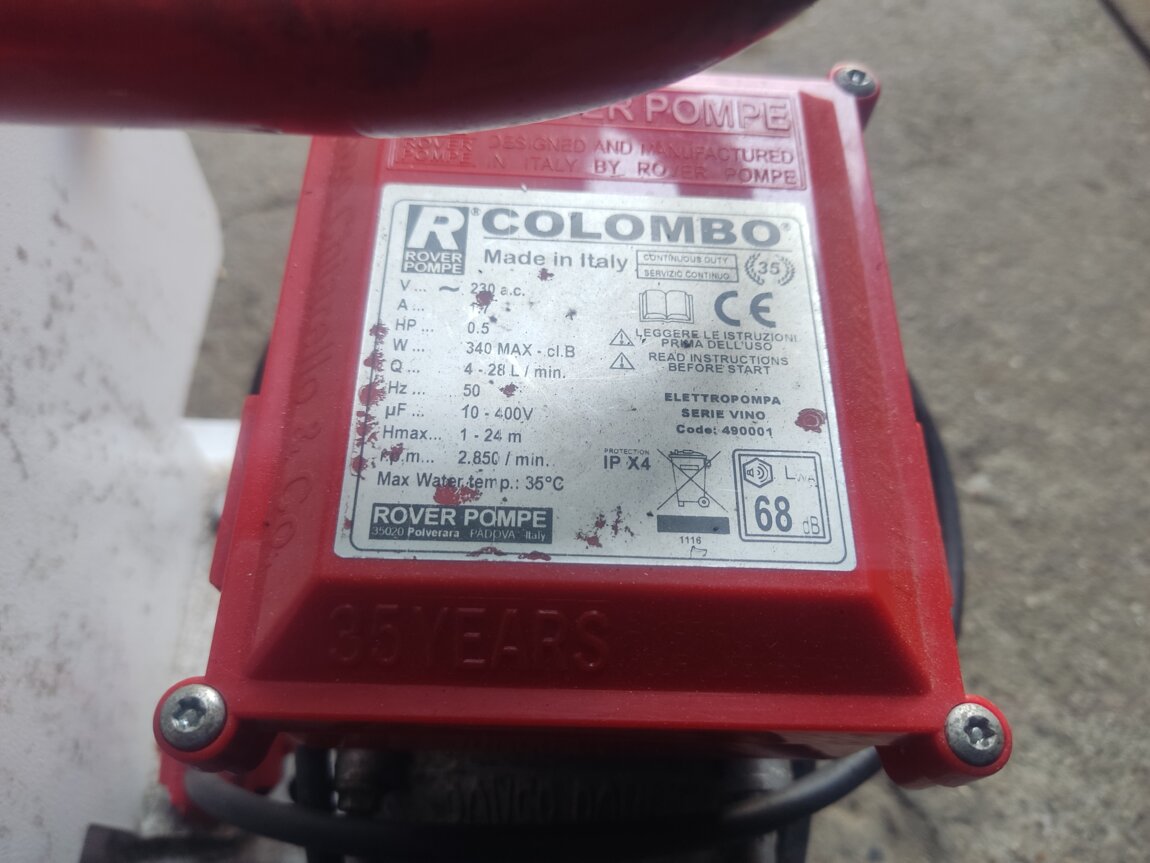 POMPE
ROVER POMPE DESIGNED AND MANUFACTURED
IN ITALY BY ROVER POMPE
R® COLOMBO®
ROVER POMPE
Made in Italy
CONTINUOUS DUTY
SERVIZIO CONTINUO
35
V... ~ 230 a.c.
A...
HP... 0.5
W... 340 MAX - cl.B
Q... 4 - 28 L / min.
Hz... 50
µF... 10 - 400V
Hmax... 1 - 24 m
r.p.m... 2.850 / min.
Max Water temp.: 35°C
CE
LEGGERE LE ISTRUZIONI
PRIMA DELL'USO
READ INSTRUCTIONS
BEFORE START
ELETTROPOMPA
SERIE VINO
Code: 490001
PROTECTION
IP X4
LWA
68 dB
1116
ROVER POMPE
35020 Polverara PADOVA - Italy
35 YEARS